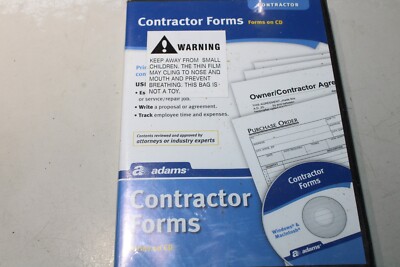 CONTRACTOR
Contractor Forms Forms on CD
WARNING
KEEP AWAY FROM SMALL
CHILDREN. THE THIN FILM
MAY CLING TO NOSE AND
MOUTH AND PREVENT
BREATHING. THIS BAG IS
NOT A TOY.
or service/repair job.
• Write a proposal or agreement.
• Track employee time and expenses.
Contents reviewed and approved by
attorneys or industry experts
Owner/Contractor Agre
PURCHASE ORDER
a adams
Contractor
Forms
Contractor
Forms
Windows® &
Macintosh®
a adams